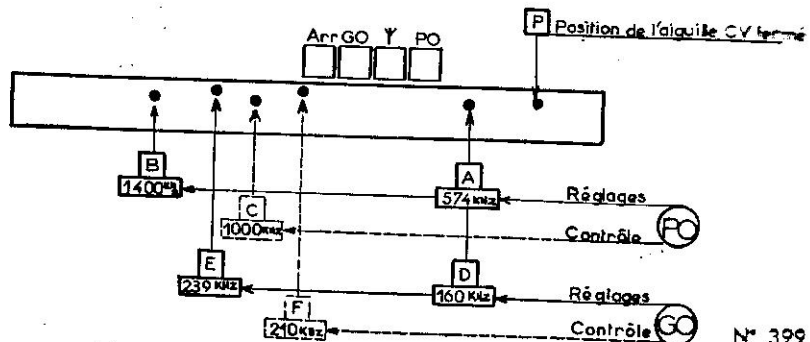 P Position de l'aiguille CV fermé
Arr GO PO
B
1400 KHz
A
574 KHz
Réglages
C
1000 KHz
Contrôle
PO
E
239 KHz
D
160 KHz
Réglages
F
210 KHz
Contrôle
GO
N° 399